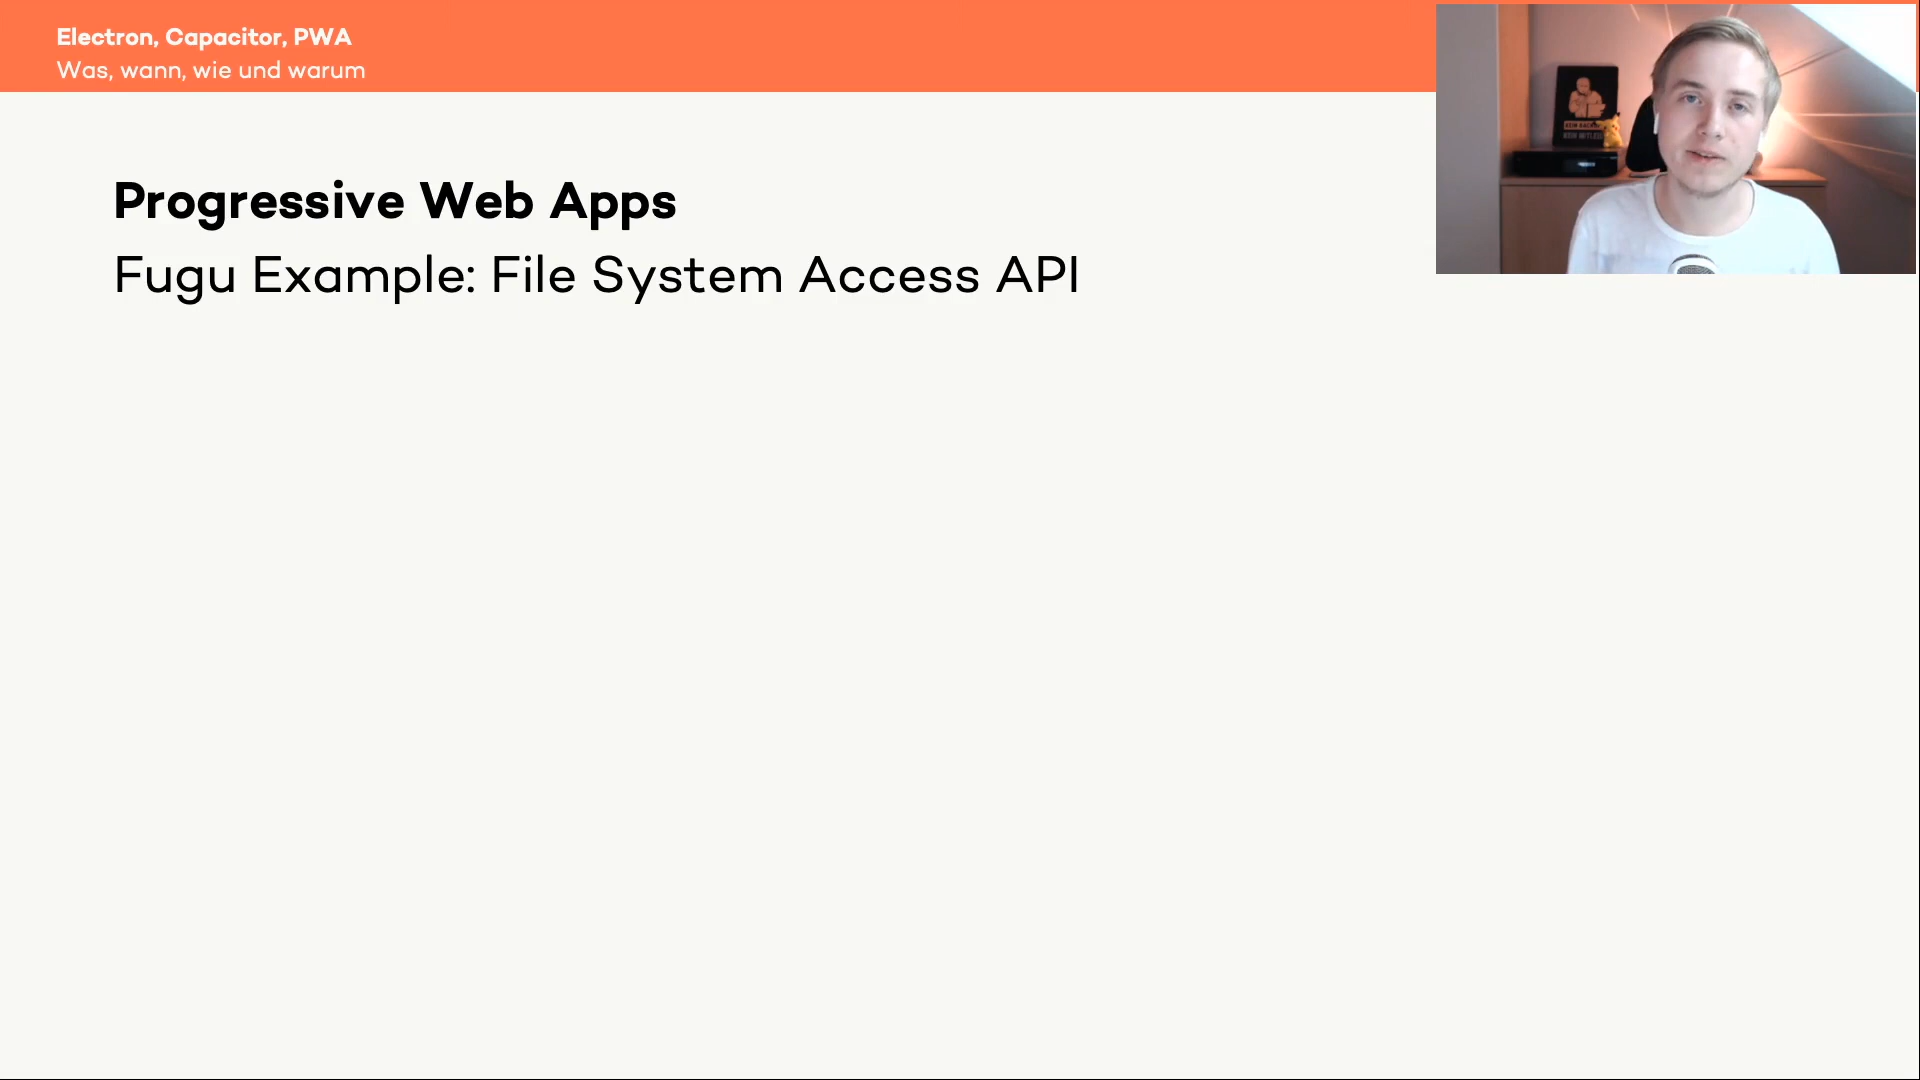 Electron, Capacitor, PWA
Was, wann, wie und warum
Progressive Web Apps
Fugu Example: File System Access API